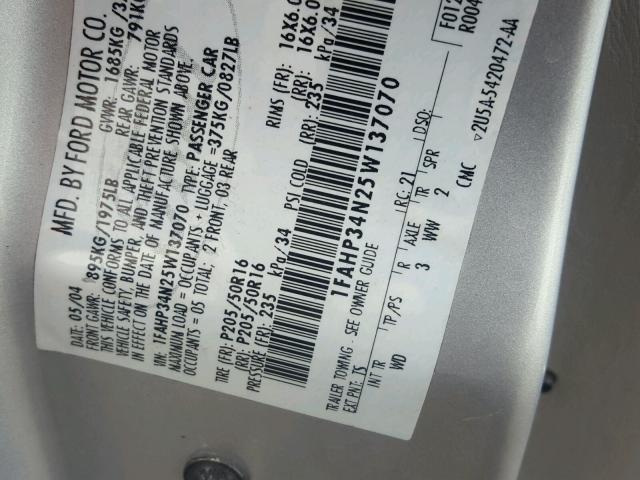 MFD. BY FORD MOTOR CO.
DATE: 05/04 GVWR: 1685KG
FRONT GAWR: 895KG/1975LB REAR GAWR: 791KG
THIS VEHICLE CONFORMS TO ALL APPLICABLE FEDERAL MOTOR
VEHICLE SAFETY, BUMPER, AND THEFT PREVENTION STANDARDS
IN EFFECT ON THE DATE OF MANUFACTURE SHOWN ABOVE.
VIN: 1FAHP34N25W137070 TYPE: PASSENGER CAR
MAXIMUM LOAD = OCCUPANTS + LUGGAGE =375KG/0827LB
OCCUPANTS = 05 TOTAL, 2 FRONT, 03 REAR
TIRE (FR): P205/50R16 RIMS (FR): 16X6.0
(RR): P205/50R16 (RR): 16X6.0
PRESSURE (FR): 235 kPa/34 PSI COLD (RR): 235 kPa/34
F012
R004
1FAHP34N25W137070
TRAILER TOWING - SEE OWNER GUIDE
EXT PNT: TS RC: 21 DSO:
INT TR TP/PS R AXLE TR SPR
WD 3 WW 2 CMC
2U5A-5420472-AA